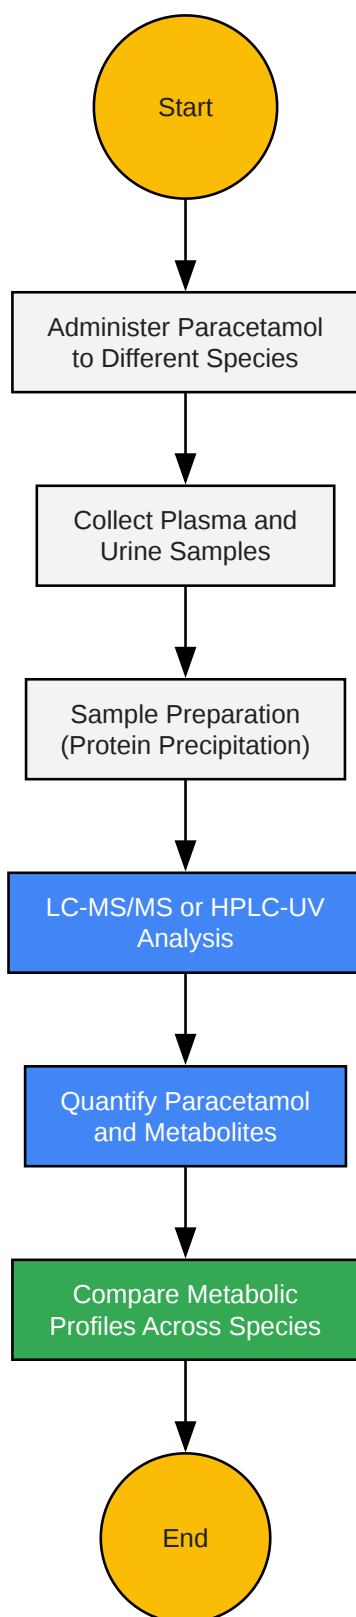 Start
Administer Paracetamol
to Different Species
Collect Plasma and
Urine Samples
Sample Preparation
(Protein Precipitation)
LC-MS/MS or HPLC-UV
Analysis
Quantify Paracetamol
and Metabolites
Compare Metabolic
Profiles Across Species
End